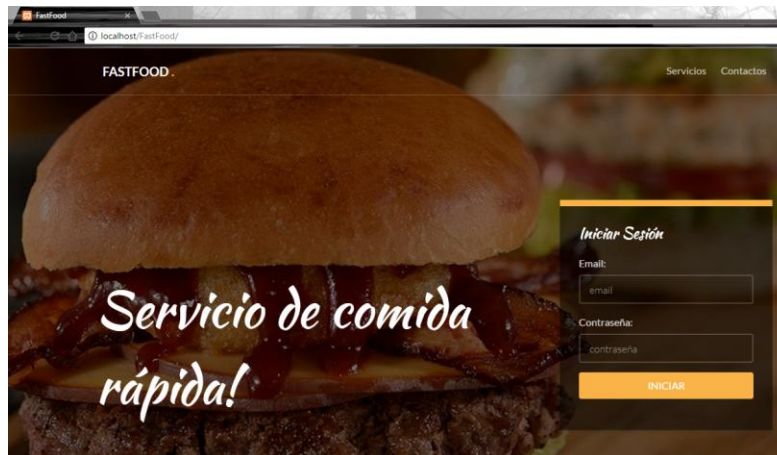 FastFood
localhost/FastFood/
FASTFOOD.
Servicios Contactos
Servicio de comida
rápida!
Iniciar Sesión
Email:
email
Contraseña:
contraseña
INICIAR